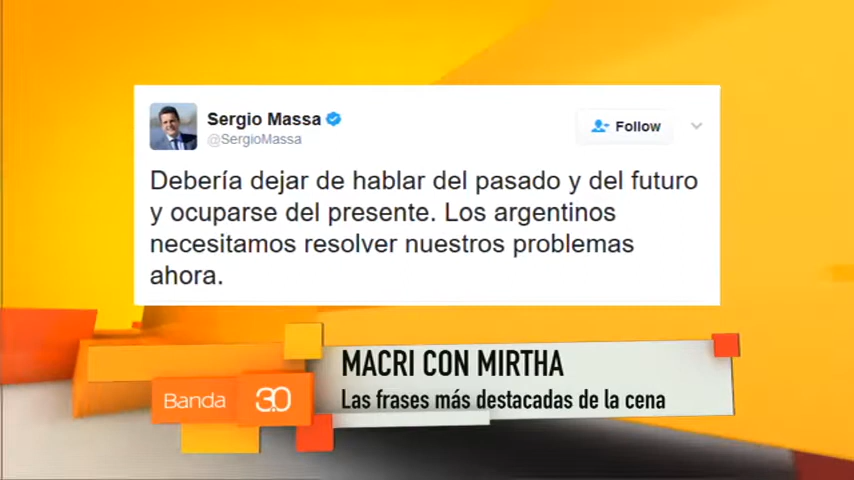 Sergio Massa
@SergioMassa
Follow
Debería dejar de hablar del pasado y del futuro
y ocuparse del presente. Los argentinos
necesitamos resolver nuestros problemas
ahora.
MACRI CON MIRTHA
Las frases más destacadas de la cena
Banda 3.0